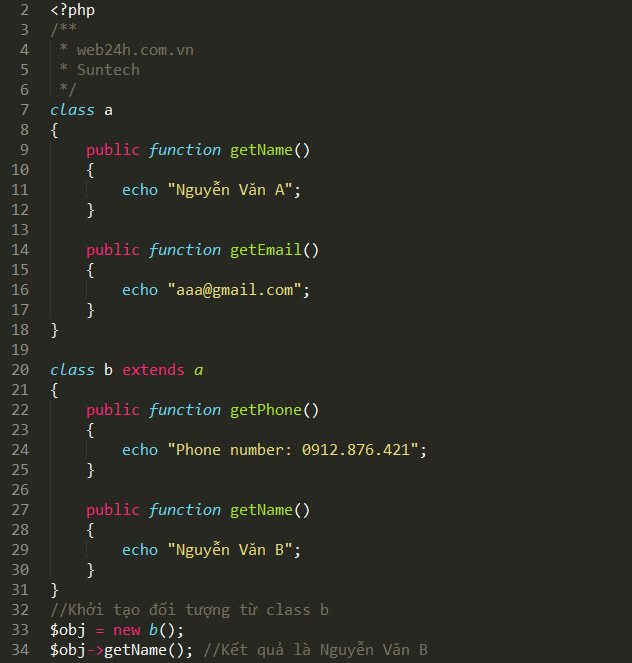 2 <?php
3 /**
4  * web24h.com.vn
5  * Suntech
6  */
7 class a
8 {
9     public function getName()
10     {
11         echo "Nguyễn Văn A";
12     }
13
14     public function getEmail()
15     {
16         echo "aaa@gmail.com";
17     }
18 }
19
20 class b extends a
21 {
22     public function getPhone()
23     {
24         echo "Phone number: 0912.876.421";
25     }
26
27     public function getName()
28     {
29         echo "Nguyễn Văn B";
30     }
31 }
32 //Khởi tạo đối tượng từ class b
33 $obj = new b();
34 $obj->getName(); //Kết quả là Nguyễn Văn B